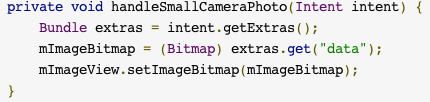 private void handleSmallCameraPhoto(Intent intent) {
    Bundle extras = intent.getExtras();
    mImageBitmap = (Bitmap) extras.get("data");
    mImageView.setImageBitmap(mImageBitmap);
}